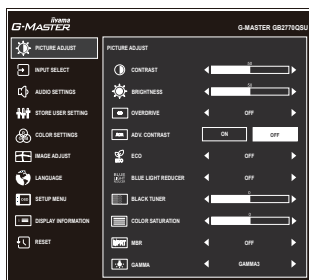 iiyama
G-MASTER
G-MASTER GB2770QSU
PICTURE ADJUST
INPUT SELECT
AUDIO SETTINGS
STORE USER SETTING
COLOR SETTINGS
IMAGE ADJUST
LANGUAGE
SETUP MENU
DISPLAY INFORMATION
RESET
PICTURE ADJUST
CONTRAST
BRIGHTNESS
OVERDRIVE OFF
ADV. CONTRAST ON OFF
ECO OFF
BLUE LIGHT REDUCER OFF
BLACK TUNER 0
COLOR SATURATION 0
MBR OFF
GAMMA GAMMA3